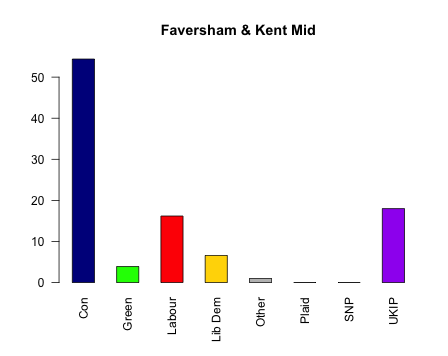 Faversham & Kent Mid
50
40
30
20
10
0
Con
Green
Labour
Lib Dem
Other
Plaid
SNP
UKIP